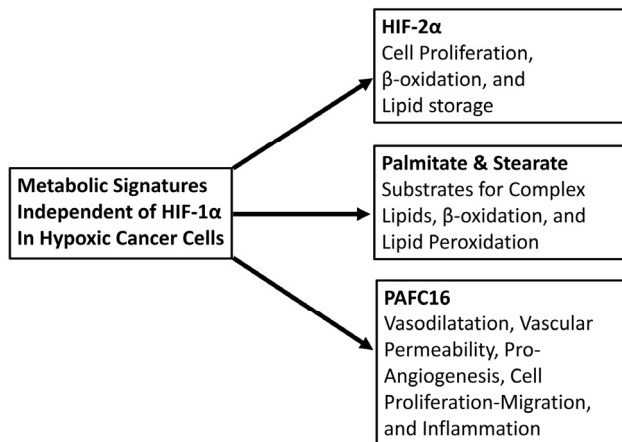 HIF-2α
Cell Proliferation,
β-oxidation, and
Lipid storage
Metabolic Signatures
Independent of HIF-1α
In Hypoxic Cancer Cells
Palmitate & Stearate
Substrates for Complex
Lipids, β-oxidation, and
Lipid Peroxidation
PAFC16
Vasodilatation, Vascular
Permeability, Pro-
Angiogenesis, Cell
Proliferation-Migration,
and Inflammation